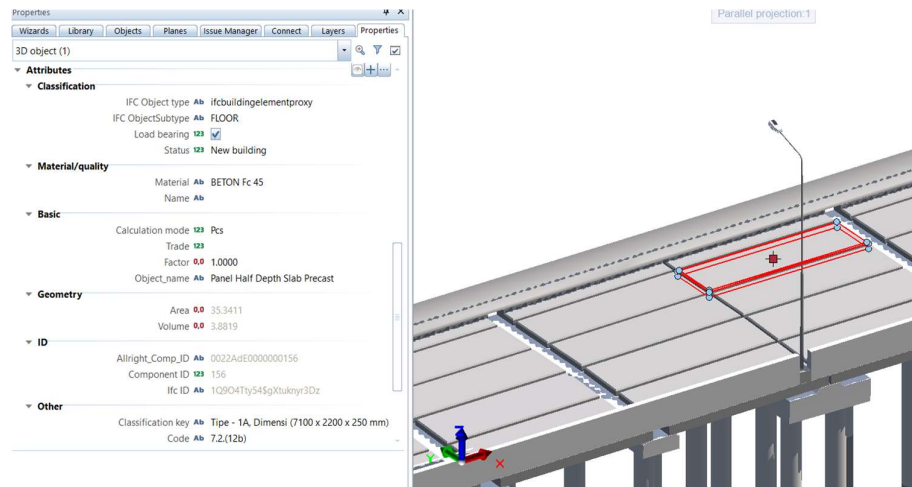 Properties
Wizards Library Objects Planes Issue Manager Connect Layers Properties
3D object (1)
Attributes
Classification
IFC Object type Ab ifcbuildingelementproxy
IFC ObjectSubtype Ab FLOOR
Load bearing 123
Status 123 New building
Material/quality
Material Ab BETON Fc 45
Name Ab
Basic
Calculation mode 123 Pcs
Trade 123
Factor 0,0 1.0000
Object_name Ab Panel Half Depth Slab Precast
Geometry
Area 0,0 35.3411
Volume 0,0 3.8819
ID
Allright_Comp_ID Ab 0022AdE0000000156
Component ID 123 156
Ifc ID Ab 1Q9O4Tty54$gXtuknyr3Dz
Other
Classification key Ab Tipe - 1A, Dimensi (7100 x 2200 x 250 mm)
Code Ab 7.2.(12b)
Parallel projection:1
Z
Y
X